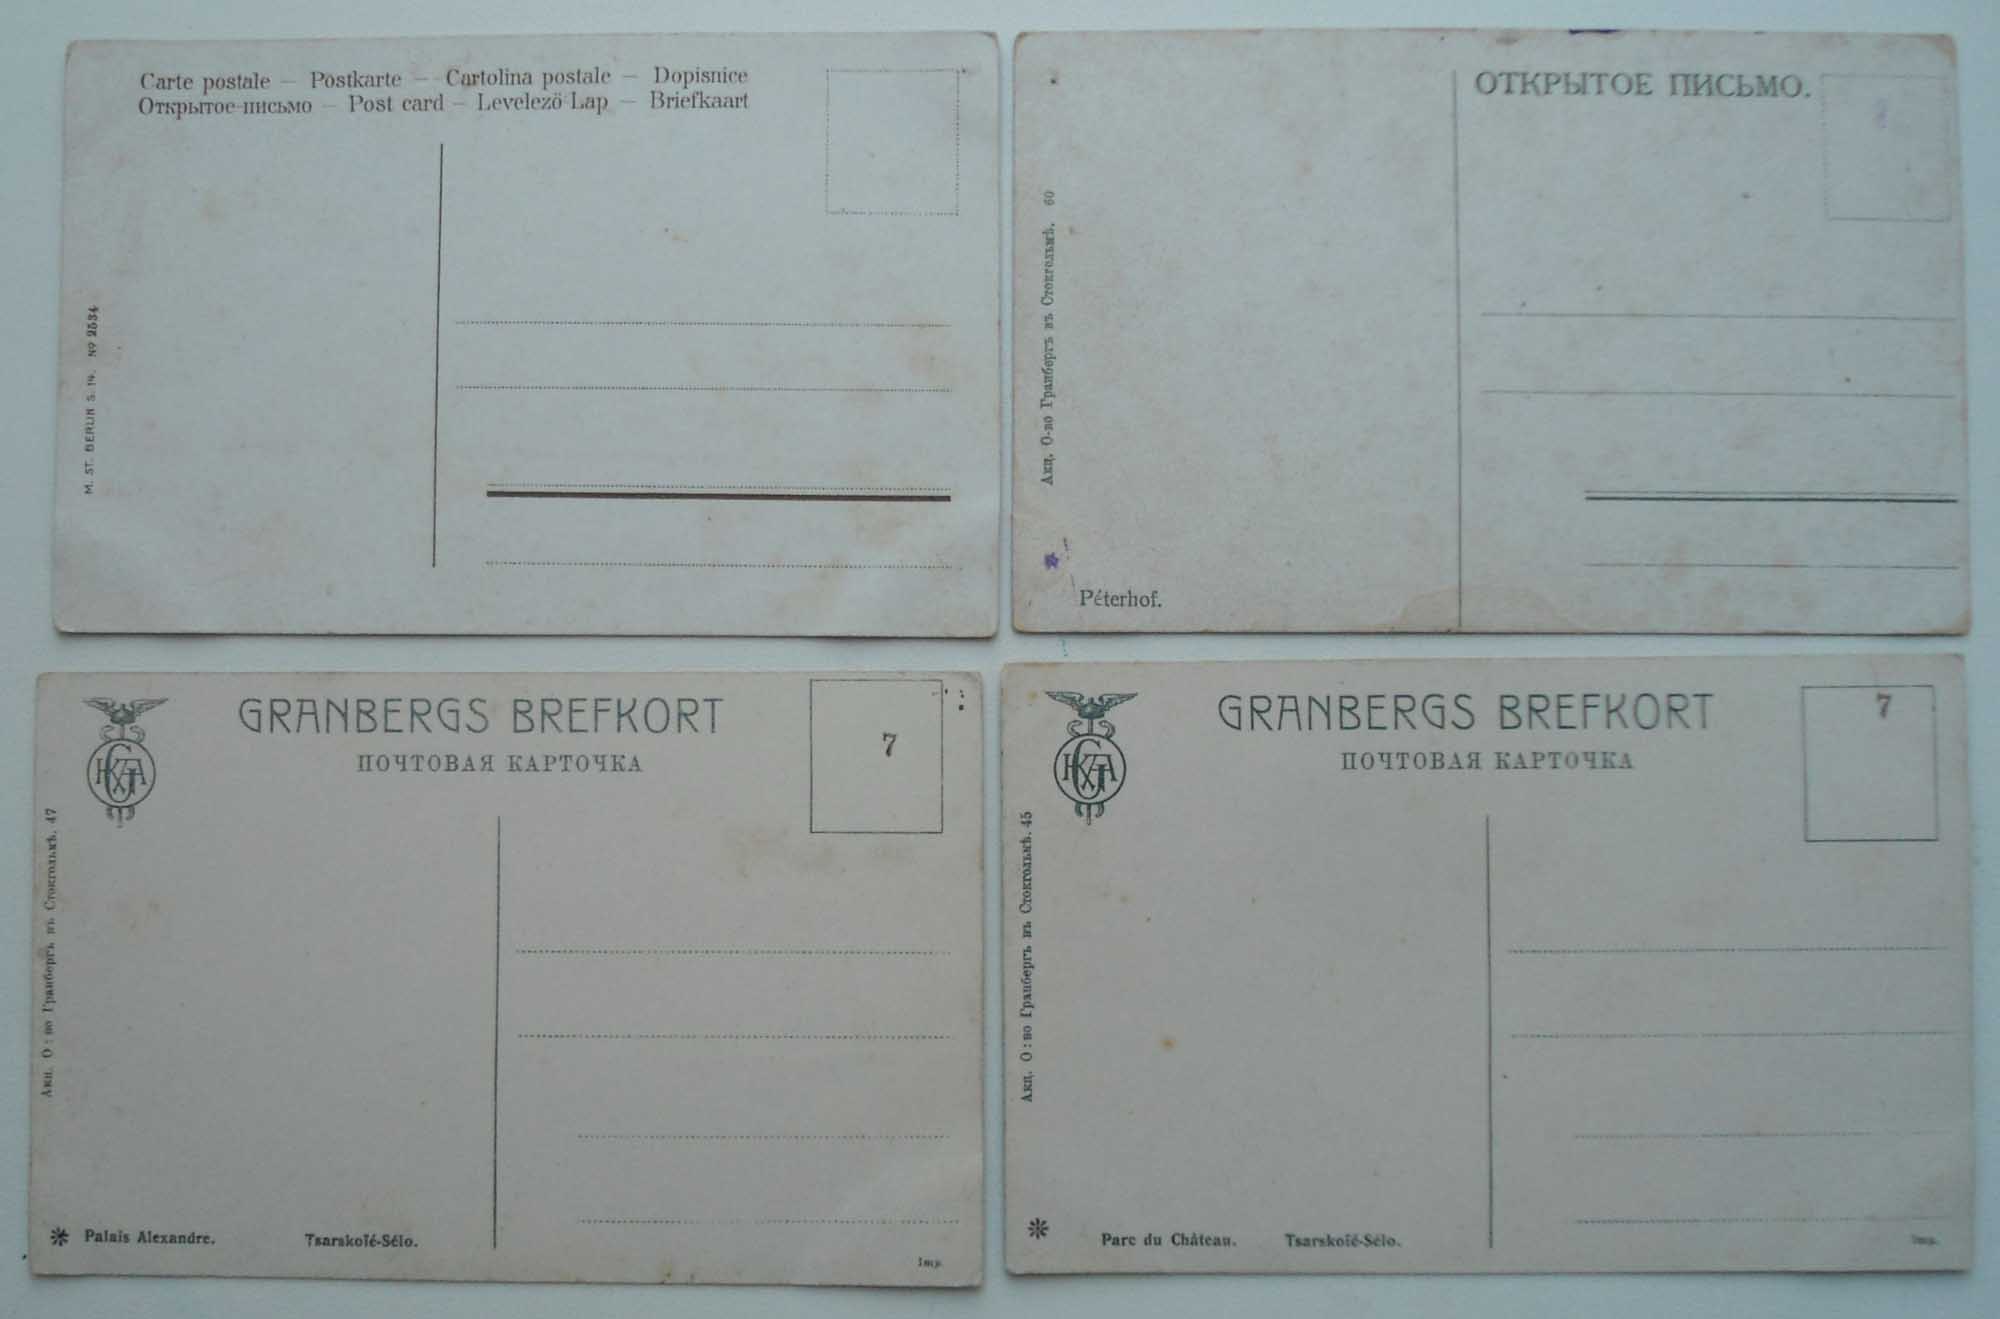 Carte postale – Postkarte – Cartolina postale – Dopisnice
Открытое письмо – Post card – Levelezö Lap – Briefkaart
M. ST. BERLIN S. 14. No 2534
ОТКРЫТОЕ ПИСЬМО.
Акц. О-во Гранбергъ въ Стокгольмѣ. 60
Péterhof.
GRANBERGS BREFKORT
ПОЧТОВАЯ КАРТОЧКА
7
Акц. О:во Гранбергъ въ Стокгольмѣ. 47
Palais Alexandre. Tsarskoïé-Sélo.
Imp.
GRANBERGS BREFKORT
ПОЧТОВАЯ КАРТОЧКА
7
Акц. О:во Гранбергъ въ Стокгольмѣ. 45
Parc du Château. Tsarskoïé-Sélo.
Imp.